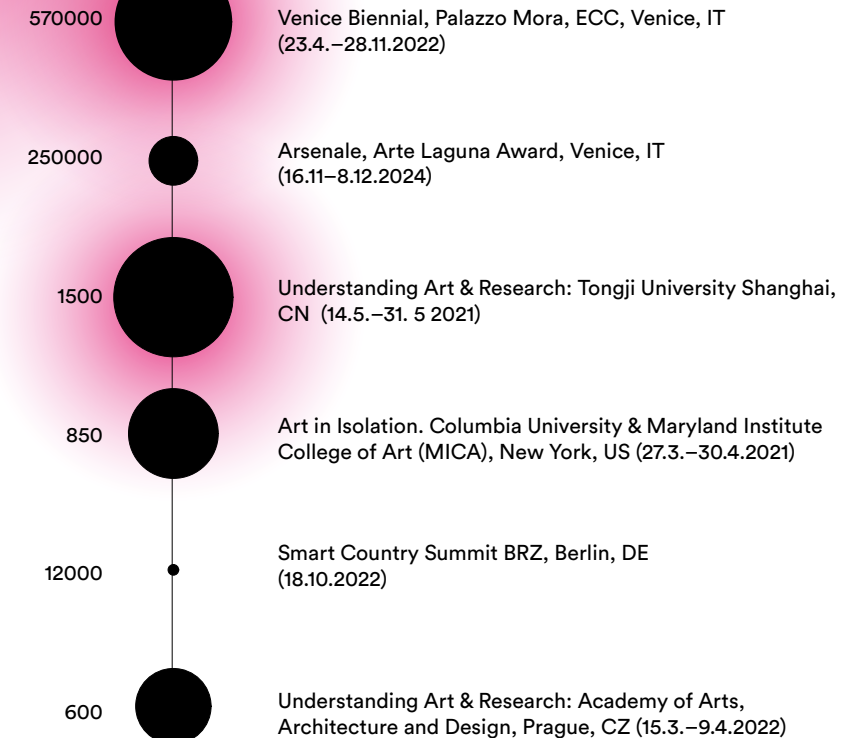 570000
Venice Biennial, Palazzo Mora, ECC, Venice, IT
(23.4.–28.11.2022)
250000
Arsenale, Arte Laguna Award, Venice, IT
(16.11–8.12.2024)
1500
Understanding Art & Research: Tongji University Shanghai,
CN  (14.5.–31. 5 2021)
850
Art in Isolation. Columbia University & Maryland Institute
College of Art (MICA), New York, US (27.3.–30.4.2021)
12000
Smart Country Summit BRZ, Berlin, DE
(18.10.2022)
600
Understanding Art & Research: Academy of Arts,
Architecture and Design, Prague, CZ (15.3.–9.4.2022)